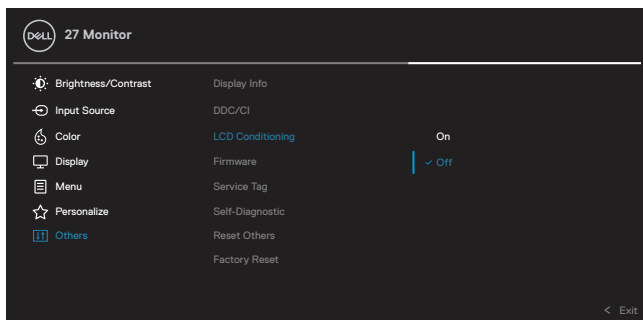 DELL 27 Monitor
Brightness/Contrast Display Info
Input Source DDC/CI
Color LCD Conditioning On
Display Firmware ✓ Off
Menu Service Tag
Personalize Self-Diagnostic
Others Reset Others
Factory Reset
< Exit